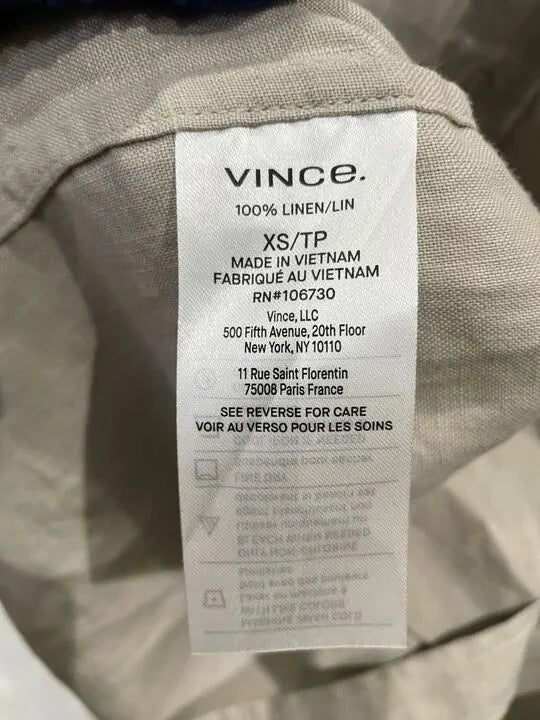 VINCE.
100% LINEN/LIN
XS/TP
MADE IN VIETNAM
FABRIQUÉ AU VIETNAM
RN#106730
Vince, LLC
500 Fifth Avenue, 20th Floor
New York, NY 10110
11 Rue Saint Florentin
75008 Paris France
SEE REVERSE FOR CARE
VOIR AU VERSO POUR LES SOINS